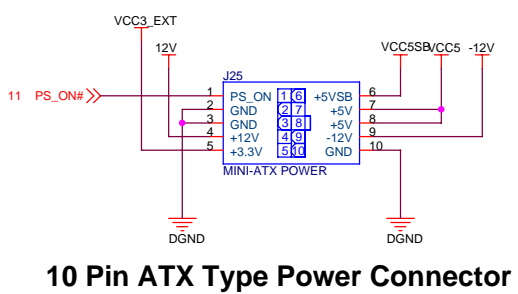 VCC3_EXT
12V
VCC5SB
VCC5
-12V
J25
11 PS_ON#
1 PS_ON 1 6 +5VSB 6
2 GND 2 7 +5V 7
3 GND 3 8 +5V 8
4 +12V 4 9 -12V 9
5 +3.3V 5 10 GND 10
MINI-ATX POWER
DGND
DGND
10 Pin ATX Type Power Connector